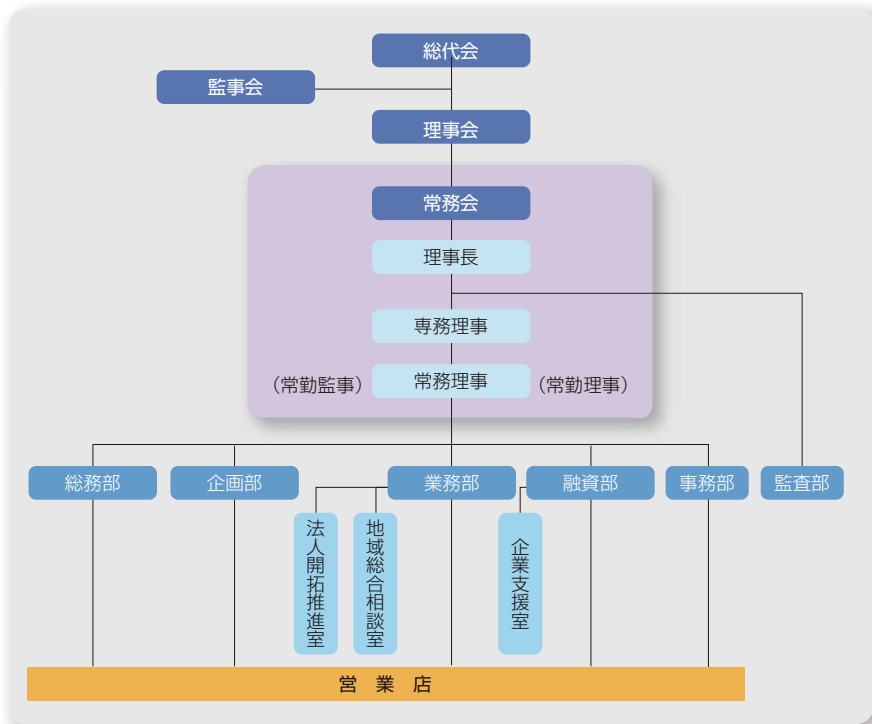 総代会
監事会
理事会
常務会
理事長
専務理事
（常勤監事）
常務理事
（常勤理事）
総務部
企画部
業務部
融資部
事務部
監査部
法人開拓推進室
地域総合相談室
企業支援室
営業店